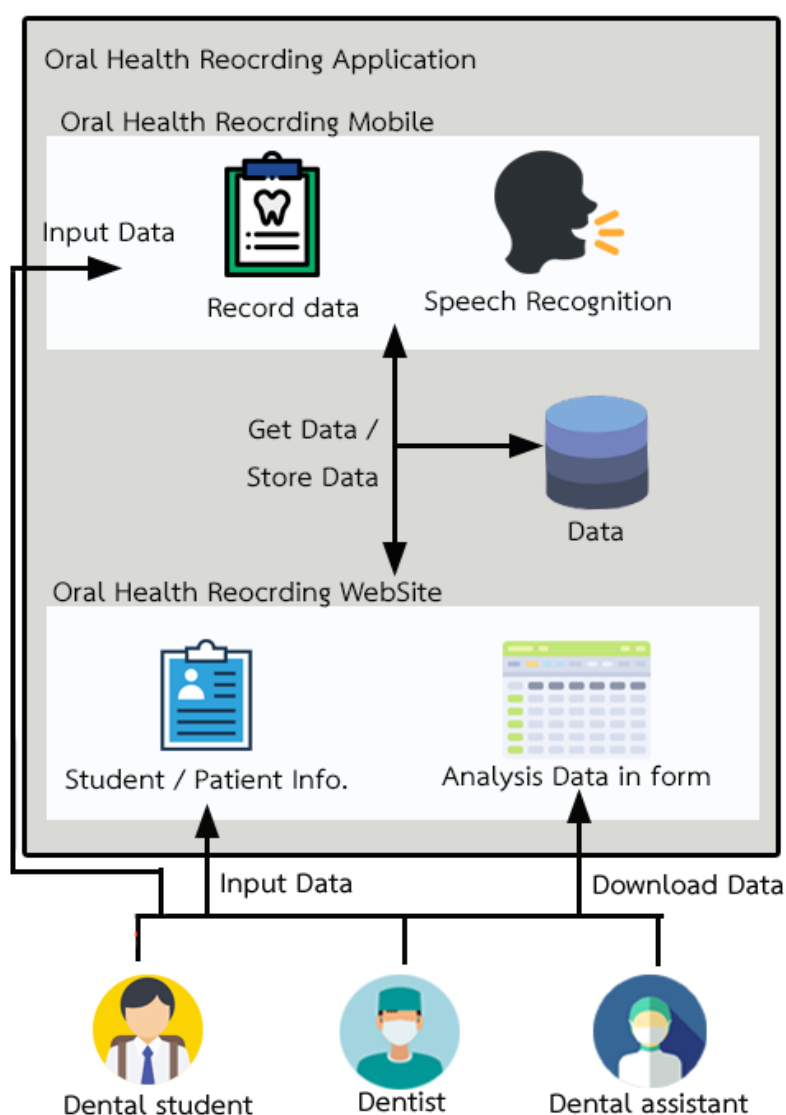 Oral Health Reocrding Application
Oral Health Reocrding Mobile
Input Data
Record data
Speech Recognition
Get Data /
Store Data
Data
Oral Health Reocrding WebSite
Student / Patient Info.
Analysis Data in form
Input Data
Download Data
Dental student
Dentist
Dental assistant